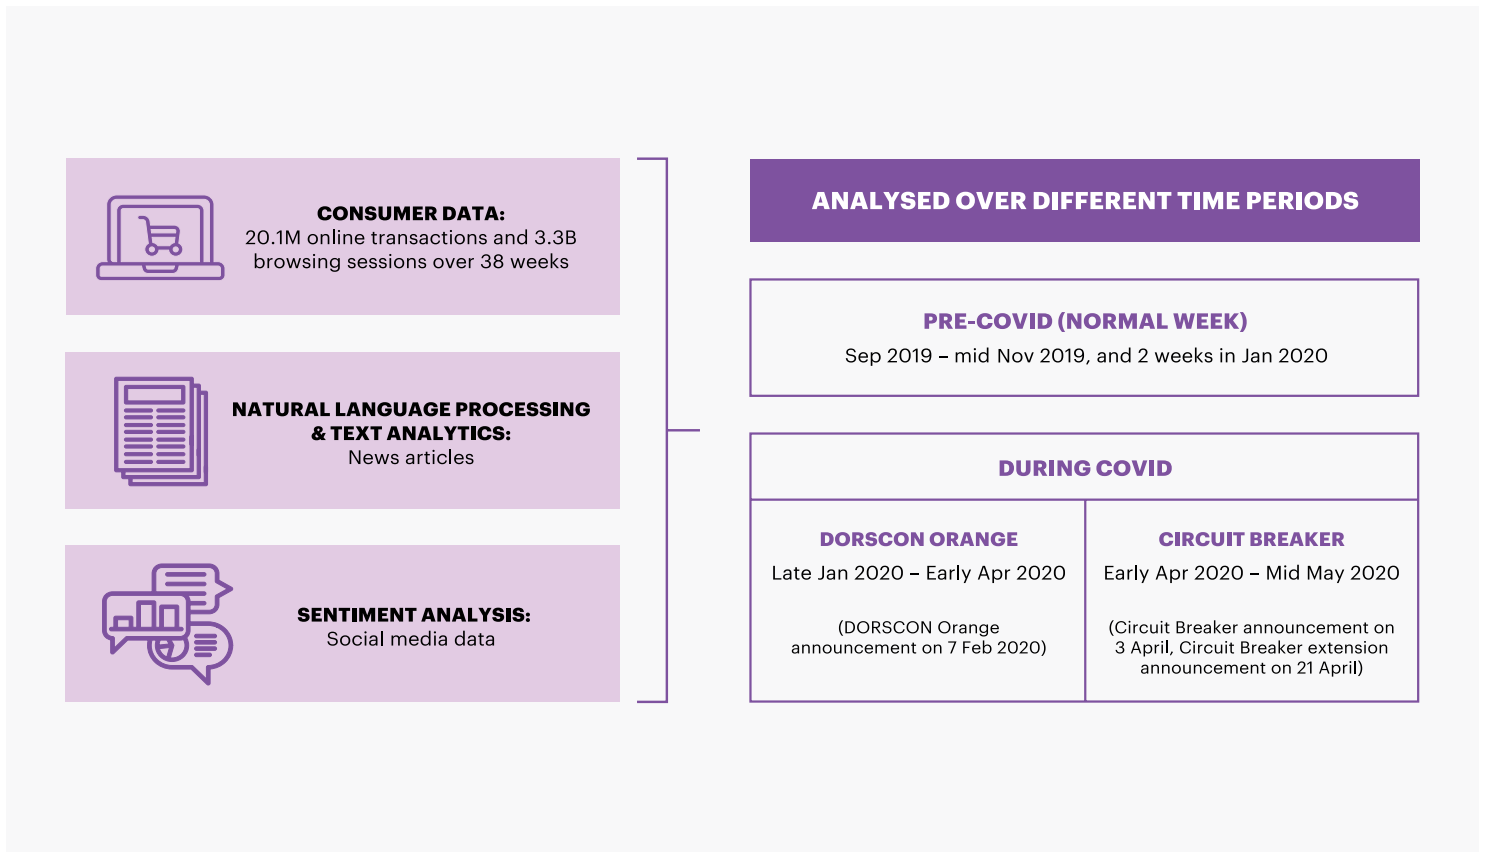 CONSUMER DATA:
20.1M online transactions and 3.3B
browsing sessions over 38 weeks
NATURAL LANGUAGE PROCESSING
& TEXT ANALYTICS:
News articles
SENTIMENT ANALYSIS:
Social media data
ANALYSED OVER DIFFERENT TIME PERIODS
PRE-COVID (NORMAL WEEK)
Sep 2019 – mid Nov 2019, and 2 weeks in Jan 2020
DURING COVID
DORSCON ORANGE
Late Jan 2020 – Early Apr 2020
(DORSCON Orange
announcement on 7 Feb 2020)
CIRCUIT BREAKER
Early Apr 2020 – Mid May 2020
(Circuit Breaker announcement on
3 April, Circuit Breaker extension
announcement on 21 April)